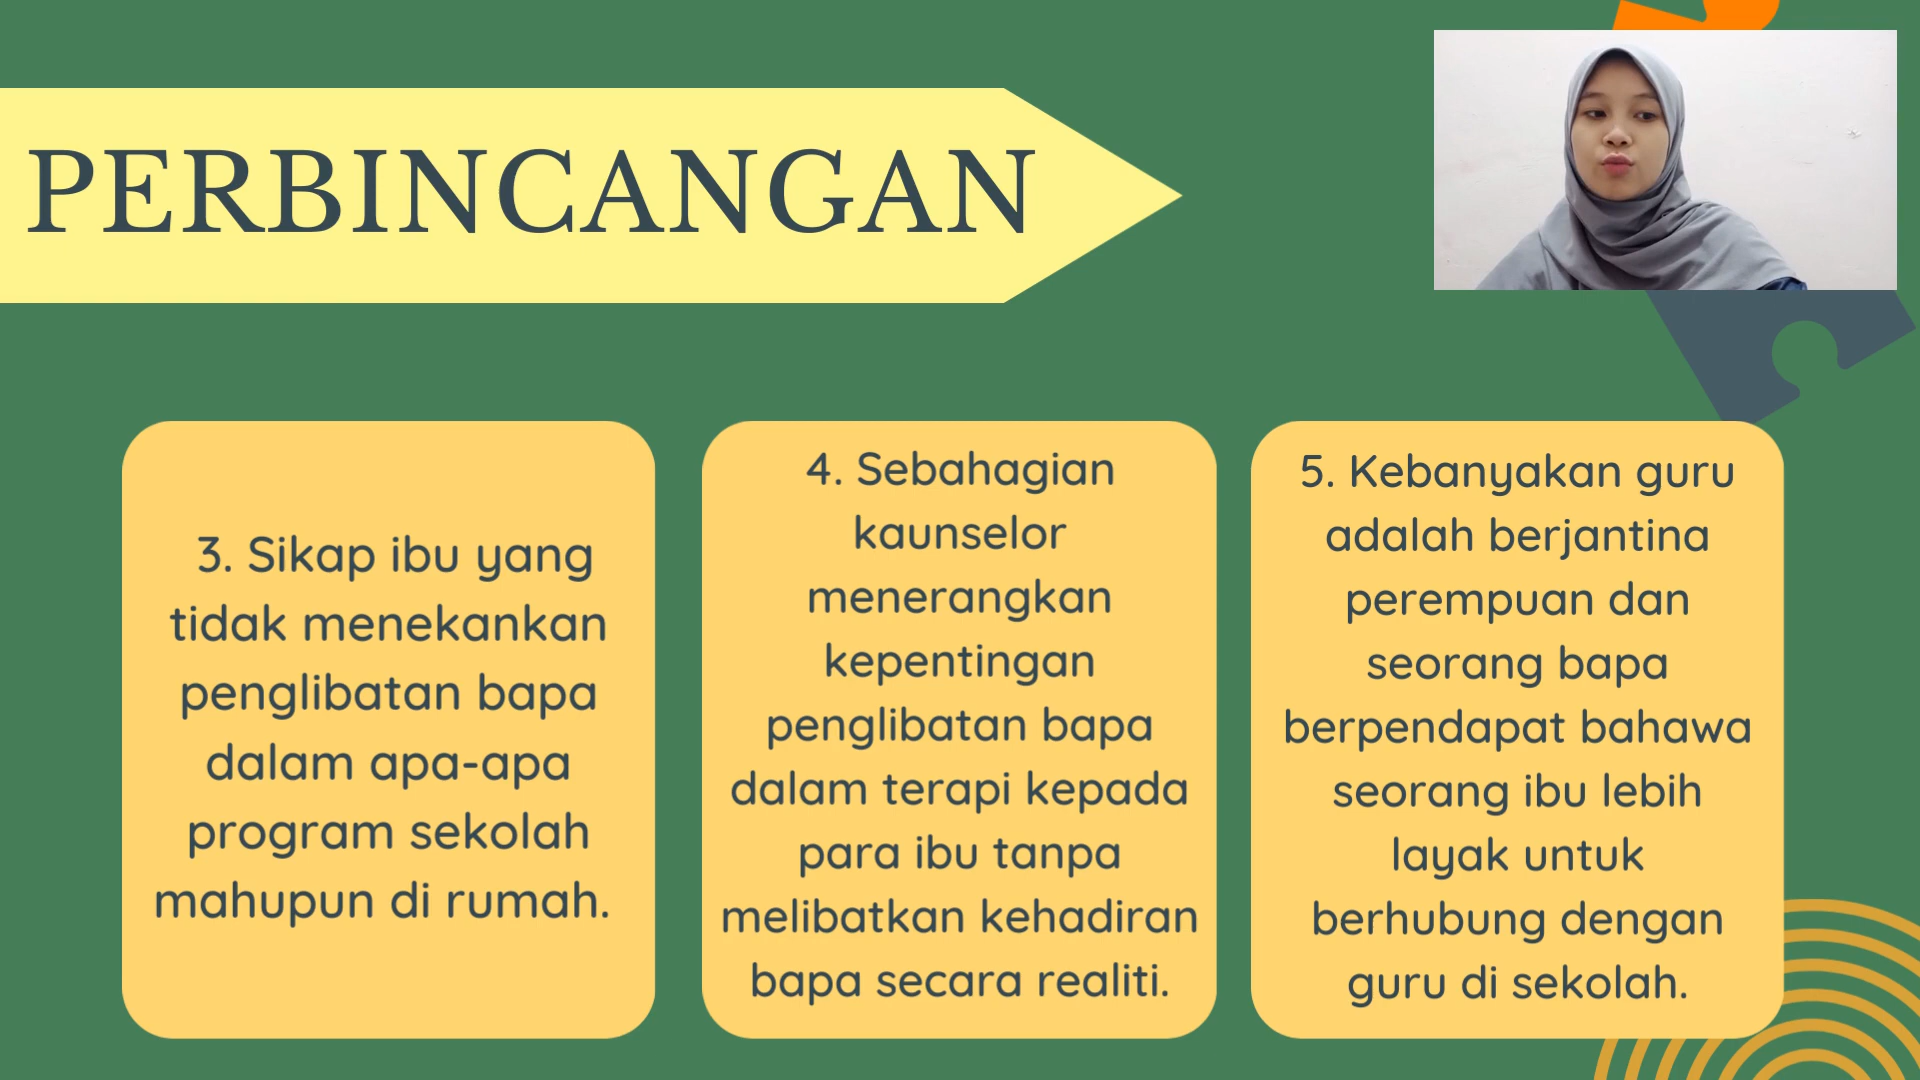 PERBINCANGAN
3. Sikap ibu yang
tidak menekankan
penglibatan bapa
dalam apa-apa
program sekolah
mahupun di rumah.
4. Sebahagian
kaunselor
menerangkan
kepentingan
penglibatan bapa
dalam terapi kepada
para ibu tanpa
melibatkan kehadiran
bapa secara realiti.
5. Kebanyakan guru
adalah berjantina
perempuan dan
seorang bapa
berpendapat bahawa
seorang ibu lebih
layak untuk
berhubung dengan
guru di sekolah.